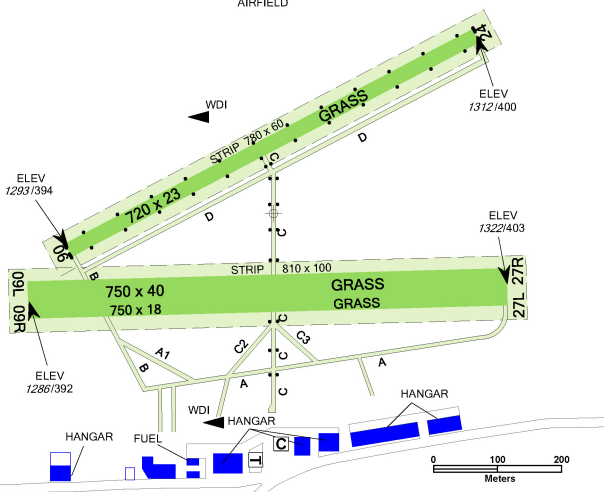 AIRFIELD
24
WDI
GRASS
ELEV
1312/400
STRIP 780 x 60
C
D
ELEV
1293/394
720 x 23
D
C
ELEV
1322/403
06
B
STRIP 810 x 100
09L 09R
750 x 40
GRASS
27L 27R
750 x 18
GRASS
C
A1
C2
C3
C
B
A
A
C
ELEV
1286/392
WDI
HANGAR
HANGAR
HANGAR
FUEL
C
T
0 100 200
Meters